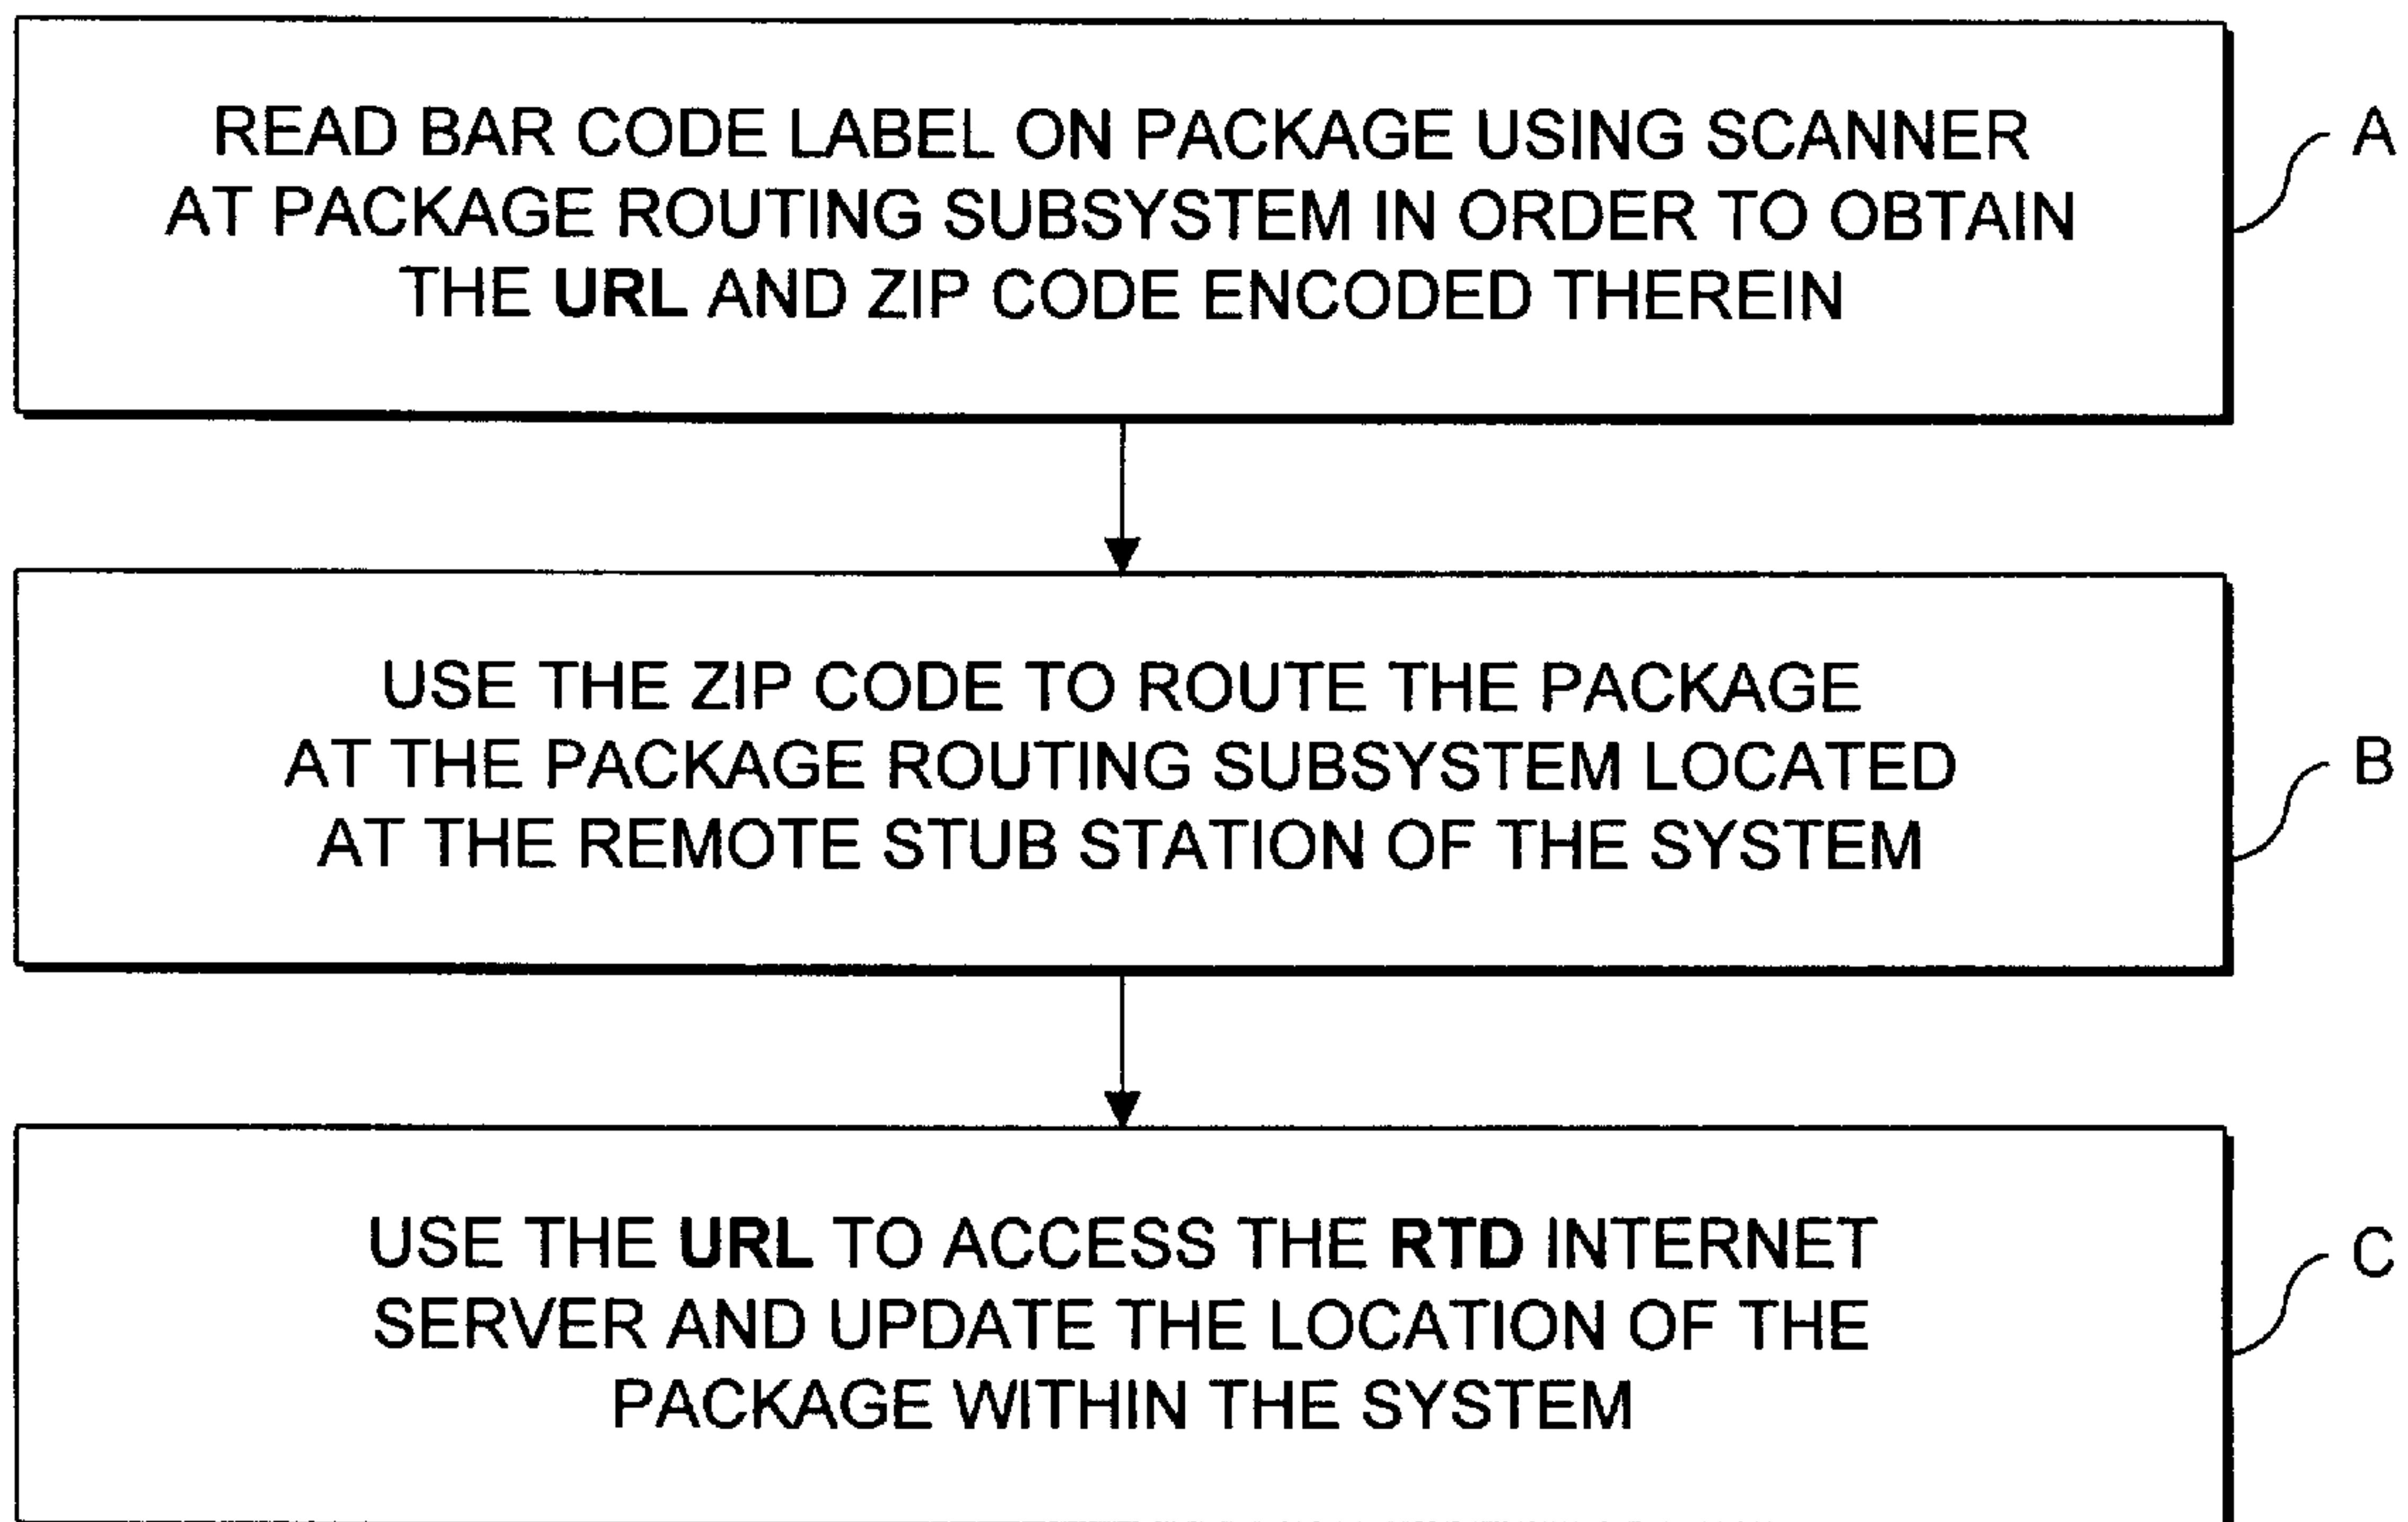 READ BAR CODE LABEL ON PACKAGE USING SCANNER
AT PACKAGE ROUTING SUBSYSTEM IN ORDER TO OBTAIN
THE URL AND ZIP CODE ENCODED THEREIN
A
USE THE ZIP CODE TO ROUTE THE PACKAGE
AT THE PACKAGE ROUTING SUBSYSTEM LOCATED
AT THE REMOTE STUB STATION OF THE SYSTEM
B
USE THE URL TO ACCESS THE RTD INTERNET
SERVER AND UPDATE THE LOCATION OF THE
PACKAGE WITHIN THE SYSTEM
C